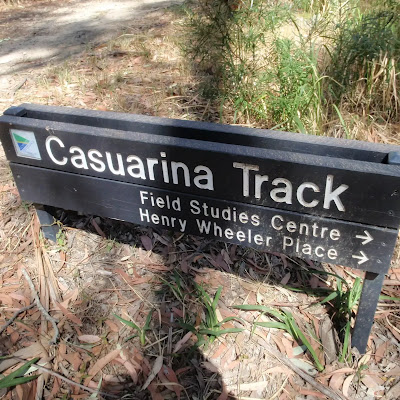 Casuarina Track
Field Studies Centre →
Henry Wheeler Place →